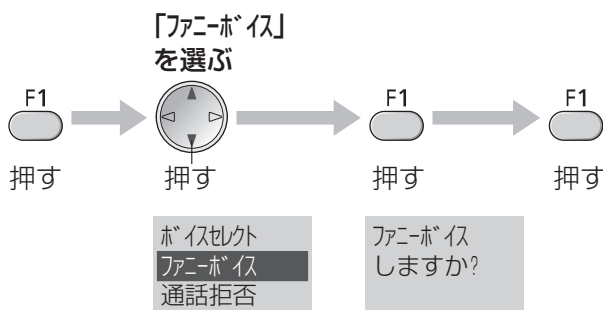 「ﾌｧﾆｰﾎﾞｲｽ」
を選ぶ
F1
F1
F1
押す
押す
押す
押す
ﾎﾞｲｽｾﾚｸﾄ
ﾌｧﾆｰﾎﾞｲｽ
通話拒否
ﾌｧﾆｰﾎﾞｲｽ
しますか?